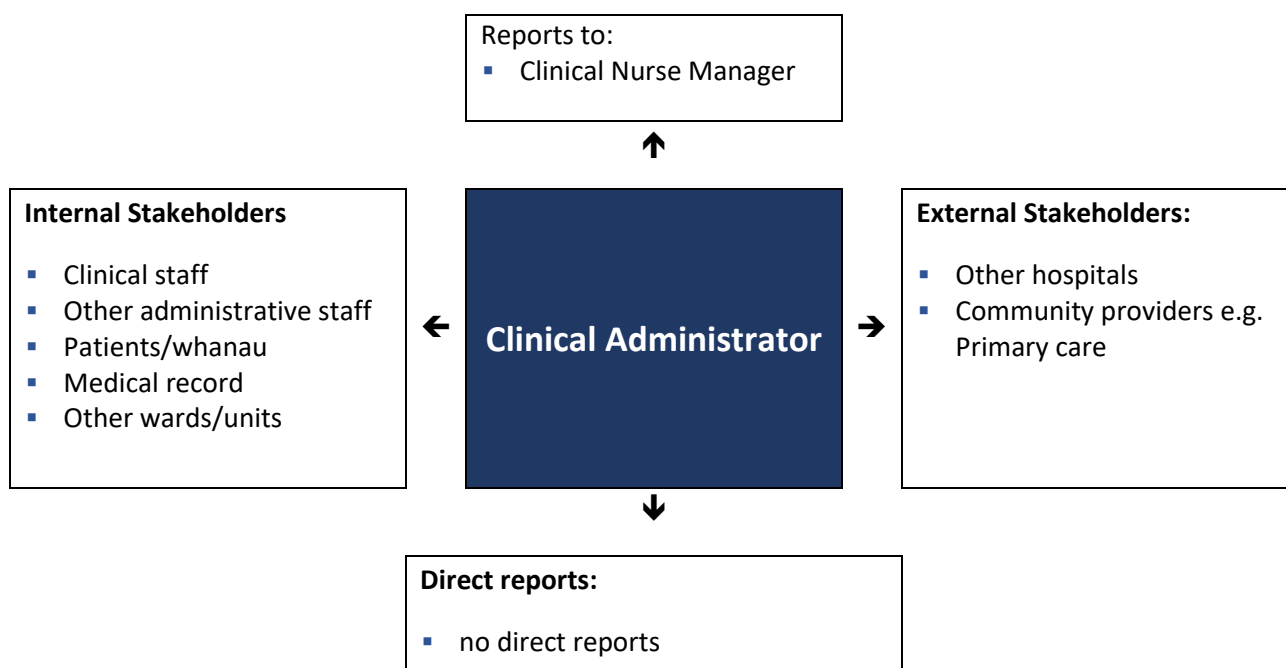 Reports to:
▪ Clinical Nurse Manager
Internal Stakeholders
▪ Clinical staff
▪ Other administrative staff
▪ Patients/whanau
▪ Medical record
▪ Other wards/units
Clinical Administrator
External Stakeholders:
▪ Other hospitals
▪ Community providers e.g.
Primary care
Direct reports:
▪ no direct reports